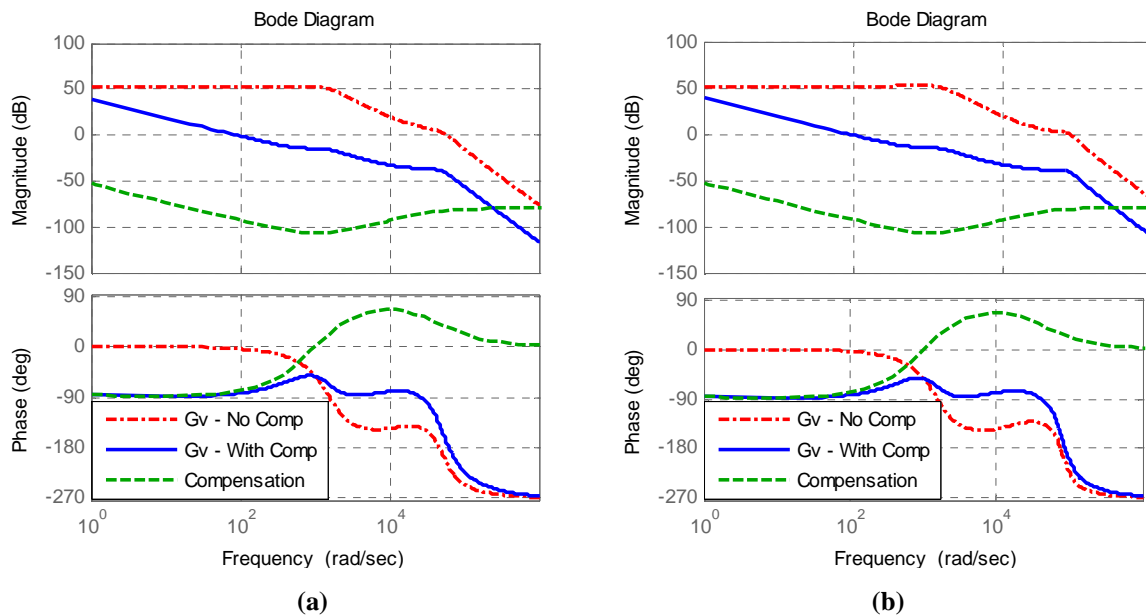 Bode Diagram
100
50
0
-50
-100
-150
Magnitude (dB)
90
0
-90
-180
-270
Phase (deg)
Gv - No Comp
Gv - With Comp
Compensation
10^0
10^2
10^4
Frequency (rad/sec)
(a)
Bode Diagram
100
50
0
-50
-100
-150
Magnitude (dB)
90
0
-90
-180
-270
Phase (deg)
Gv - No Comp
Gv - With Comp
Compensation
10^0
10^2
10^4
Frequency (rad/sec)
(b)